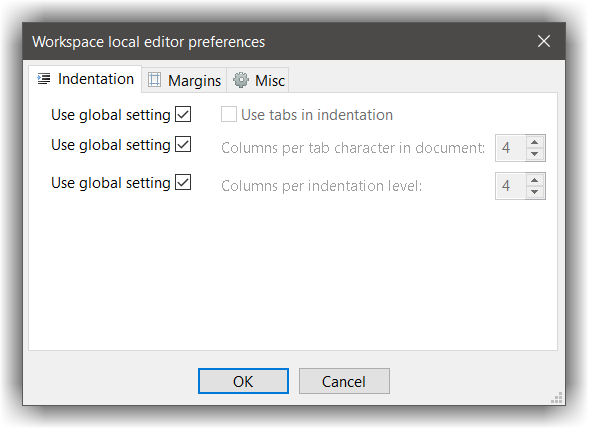 Workspace local editor preferences
Indentation Margins Misc
Use global setting Use tabs in indentation
Use global setting Columns per tab character in document: 4
Use global setting Columns per indentation level: 4
OK Cancel